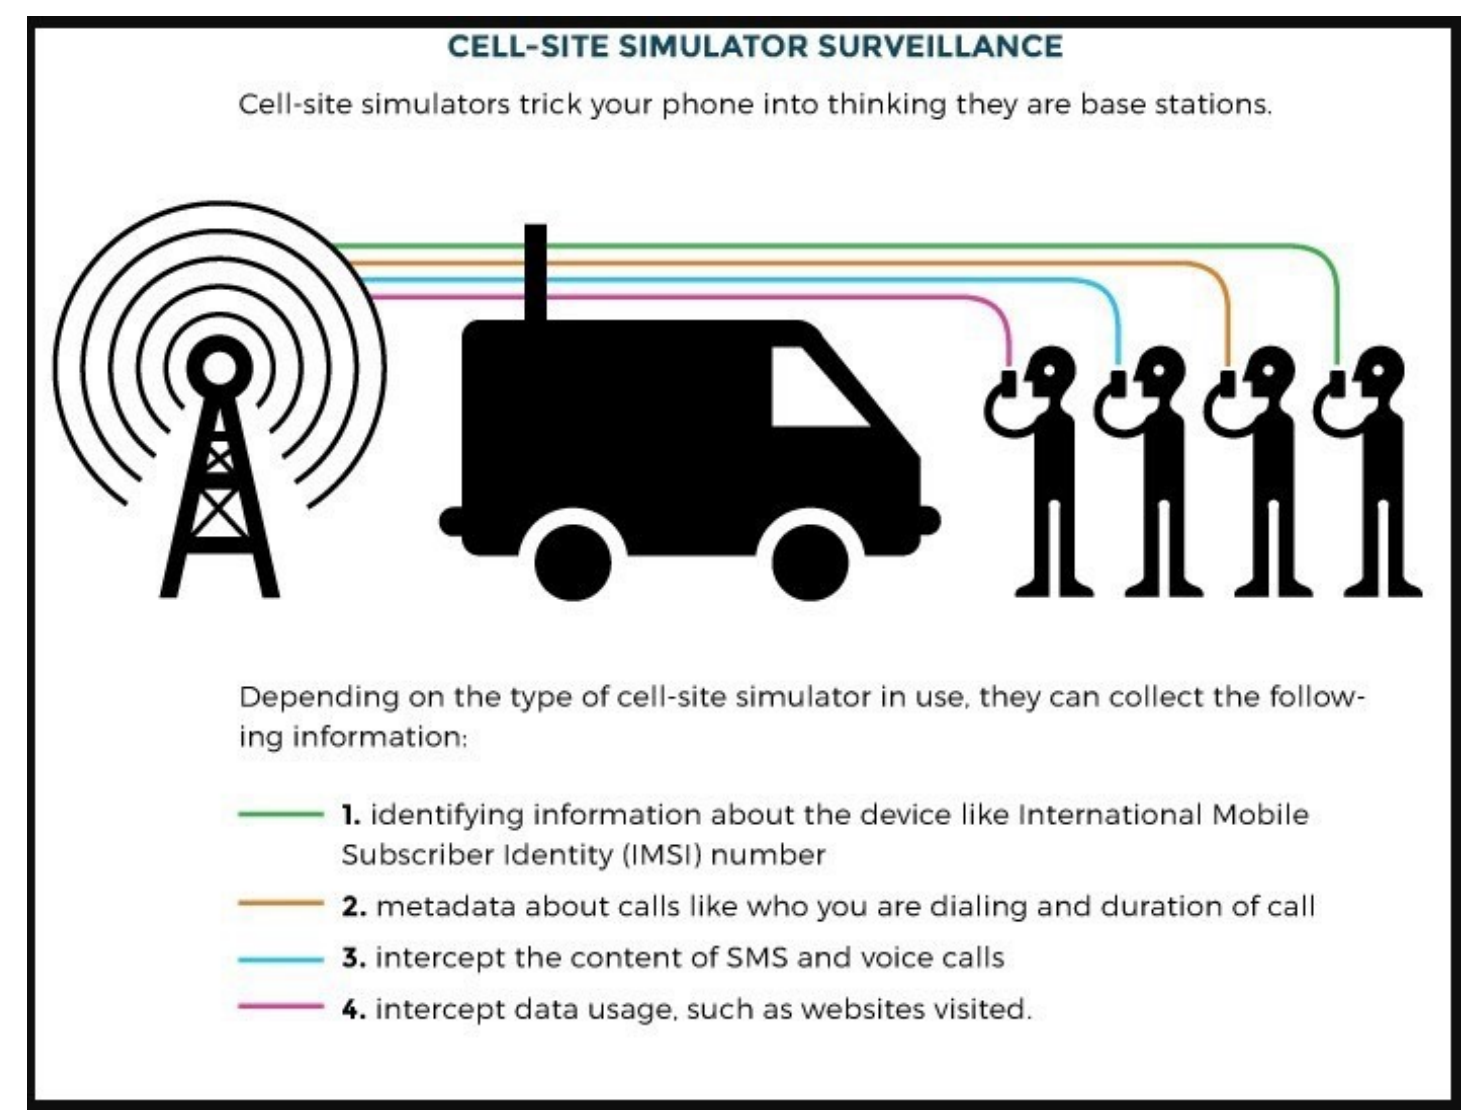 CELL-SITE SIMULATOR SURVEILLANCE
Cell-site simulators trick your phone into thinking they are base stations.
Depending on the type of cell-site simulator in use, they can collect the follow-
ing information:
1. identifying information about the device like International Mobile
Subscriber Identity (IMSI) number
2. metadata about calls like who you are dialing and duration of call
3. intercept the content of SMS and voice calls
4. intercept data usage, such as websites visited.